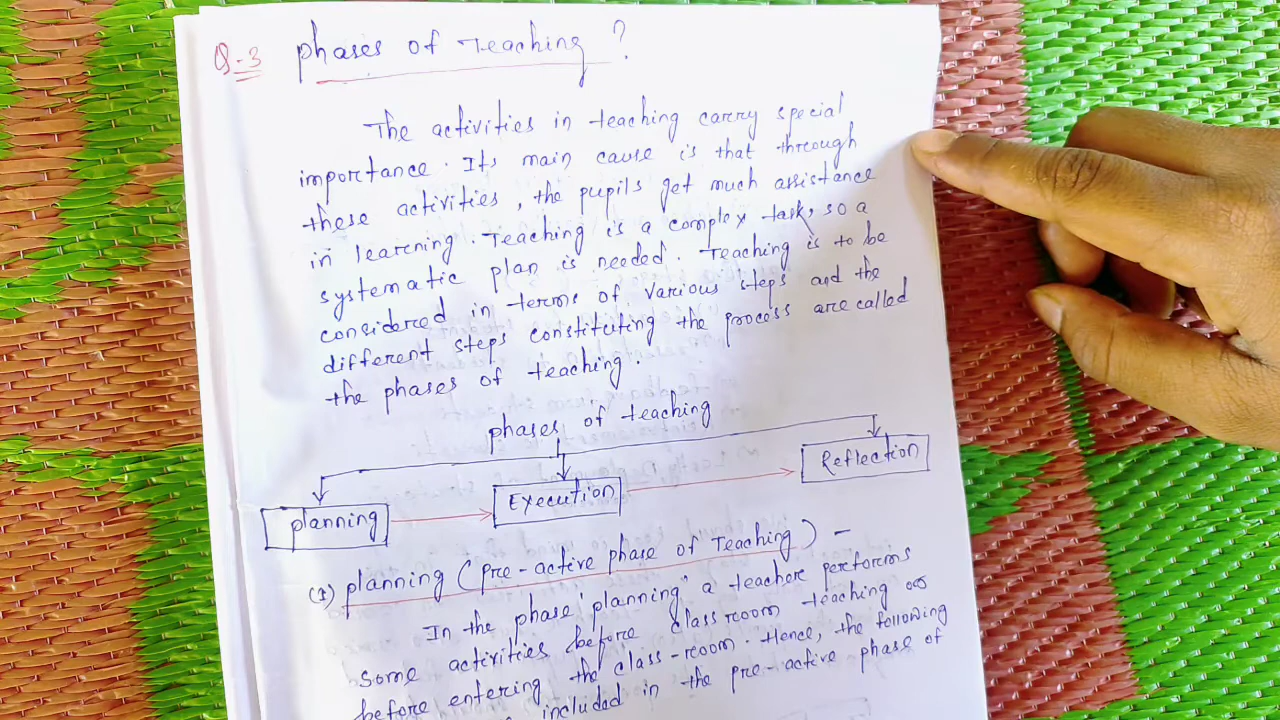 Q-3 phases of Teaching ?
The activities in teaching carry special
importance. Its main cause is that through
these activities, the pupils get much assistance
in learning. Teaching is a complex task, so a
systematic plan is needed. Teaching is to be
considered in terms of various steps and the
different steps constituting the process are called
the phases of teaching.
phases of teaching
planning
Execution
Reflection
(1) planning (pre-active phase of Teaching) -
In the phase 'planning' a teacher performs
some activities before class room teaching or
before entering the class-room. Hence, the following
included in the pre-active phase of